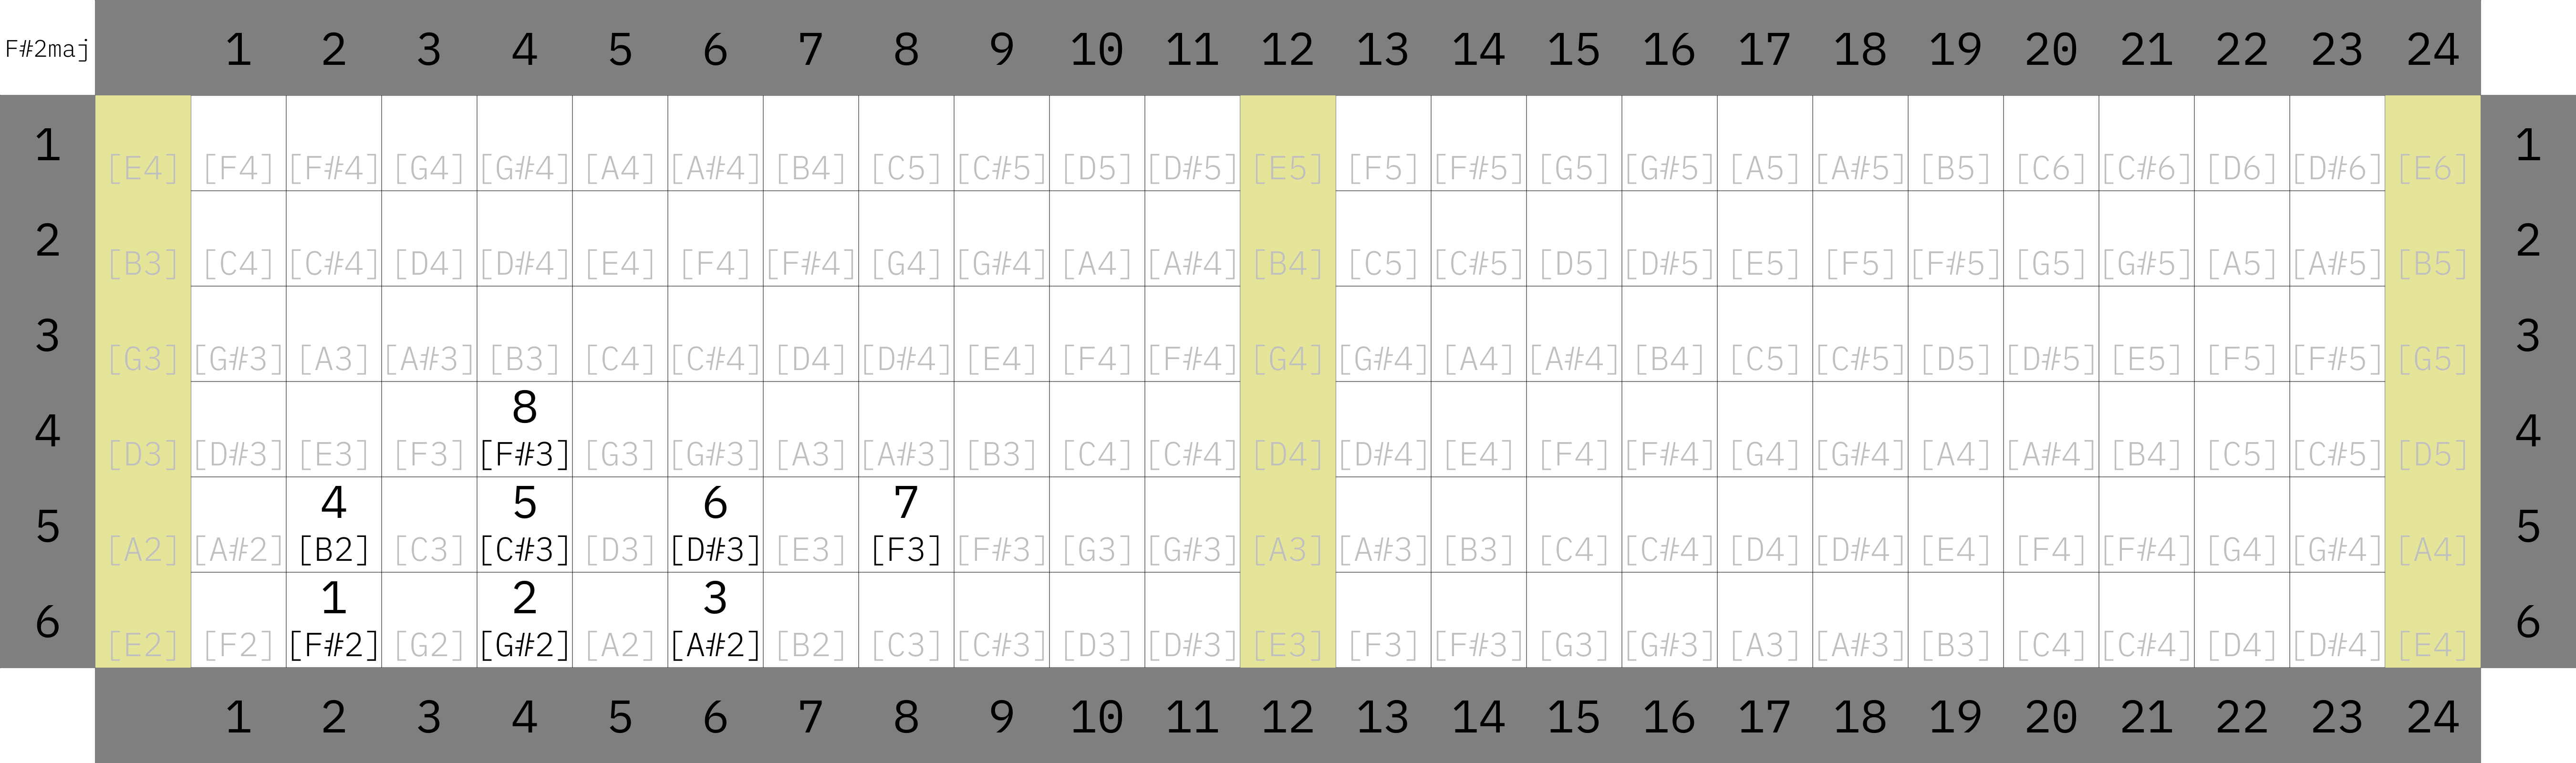 F#2maj 1 2 3 4 5 6 7 8 9 10 11 12 13 14 15 16 17 18 19 20 21 22 23 24
1 [E4] [F4] [F#4] [G4] [G#4] [A4] [A#4] [B4] [C5] [C#5] [D5] [D#5] [E5] [F5] [F#5] [G5] [G#5] [A5] [A#5] [B5] [C6] [C#6] [D6] [D#6] [E6] 1
2 [B3] [C4] [C#4] [D4] [D#4] [E4] [F4] [F#4] [G4] [G#4] [A4] [A#4] [B4] [C5] [C#5] [D5] [D#5] [E5] [F5] [F#5] [G5] [G#5] [A5] [A#5] [B5] 2
3 [G3] [G#3] [A3] [A#3] [B3] [C4] [C#4] [D4] [D#4] [E4] [F4] [F#4] [G4] [G#4] [A4] [A#4] [B4] [C5] [C#5] [D5] [D#5] [E5] [F5] [F#5] [G5] 3
8
4 [D3] [D#3] [E3] [F3] [F#3] [G3] [G#3] [A3] [A#3] [B3] [C4] [C#4] [D4] [D#4] [E4] [F4] [F#4] [G4] [G#4] [A4] [A#4] [B4] [C5] [C#5] [D5] 4
4 5 6 7
5 [A2] [A#2] [B2] [C3] [C#3] [D3] [D#3] [E3] [F3] [F#3] [G3] [G#3] [A3] [A#3] [B3] [C4] [C#4] [D4] [D#4] [E4] [F4] [F#4] [G4] [G#4] [A4] 5
1 2 3
6 [E2] [F2] [F#2] [G2] [G#2] [A2] [A#2] [B2] [C3] [C#3] [D3] [D#3] [E3] [F3] [F#3] [G3] [G#3] [A3] [A#3] [B3] [C4] [C#4] [D4] [D#4] [E4] 6
1 2 3 4 5 6 7 8 9 10 11 12 13 14 15 16 17 18 19 20 21 22 23 24